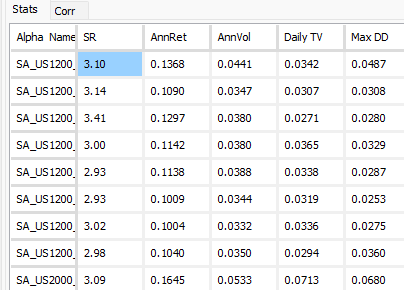 Stats Corr
Alpha Name SR AnnRet AnnVol Daily TV Max DD
SA_US1200_ 3.10 0.1368 0.0441 0.0342 0.0487
SA_US1200_ 3.14 0.1090 0.0347 0.0307 0.0308
SA_US1200_ 3.41 0.1297 0.0380 0.0271 0.0280
SA_US1200_ 3.00 0.1142 0.0380 0.0365 0.0329
SA_US1200_ 2.93 0.1138 0.0388 0.0338 0.0287
SA_US1200_ 2.93 0.1009 0.0344 0.0319 0.0253
SA_US1200_ 3.02 0.1004 0.0332 0.0336 0.0275
SA_US1200_ 2.98 0.1040 0.0350 0.0294 0.0360
SA_US2000_ 3.09 0.1645 0.0533 0.0713 0.0680